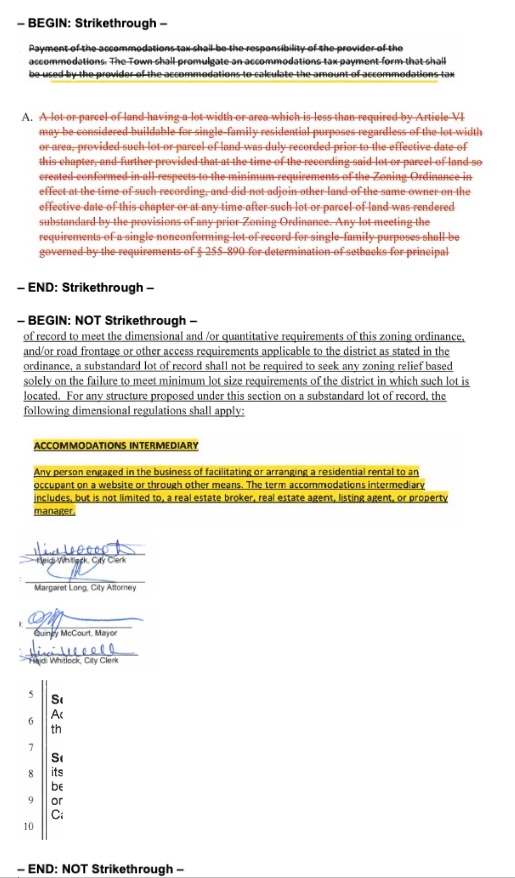 – BEGIN: Strikethrough –
Payment of the accommodations tax shall be the responsibility of the provider of the
accommodations. The Town shall promulgate an accommodations tax payment form that shall
be used by the provider of the accommodations to calculate the amount of accommodations tax
A. A lot or parcel of land having a lot width or area which is less than required by Article VI
may be considered buildable for single-family residential purposes regardless of the lot width
or area, provided such lot or parcel of land was duly recorded prior to the effective date of
this chapter, and further provided that at the time of the recording said lot or parcel of land so
created conformed in all respects to the minimum requirements of the Zoning Ordinance in
effect at the time of such recording, and did not adjoin other land of the same owner on the
effective date of this chapter or at any time after such lot or parcel of land was rendered
substandard by the provisions of any prior Zoning Ordinance. Any lot meeting the
requirements of a single nonconforming lot of record for single-family purposes shall be
governed by the requirements of § 255-890 for determination of setbacks for principal
– END: Strikethrough –
– BEGIN: NOT Strikethrough –
of record to meet the dimensional and /or quantitative requirements of this zoning ordinance,
and/or road frontage or other access requirements applicable to the district as stated in the
ordinance, a substandard lot of record shall not be required to seek any zoning relief based
solely on the failure to meet minimum lot size requirements of the district in which such lot is
located. For any structure proposed under this section on a substandard lot of record, the
following dimensional regulations shall apply:
ACCOMMODATIONS INTERMEDIARY
Any person engaged in the business of facilitating or arranging a residential rental to an
occupant on a website or through other means. The term accommodations intermediary
includes, but is not limited to, a real estate broker, real estate agent, listing agent, or property
manager.
Heidi Whitlock, City Clerk
Margaret Long, City Attorney
Quincy McCourt, Mayor
Heidi Whitlock, City Clerk
5 Se
6 Ac
th
7
Se
8 its
be
9 or
Ca
10
– END: NOT Strikethrough –